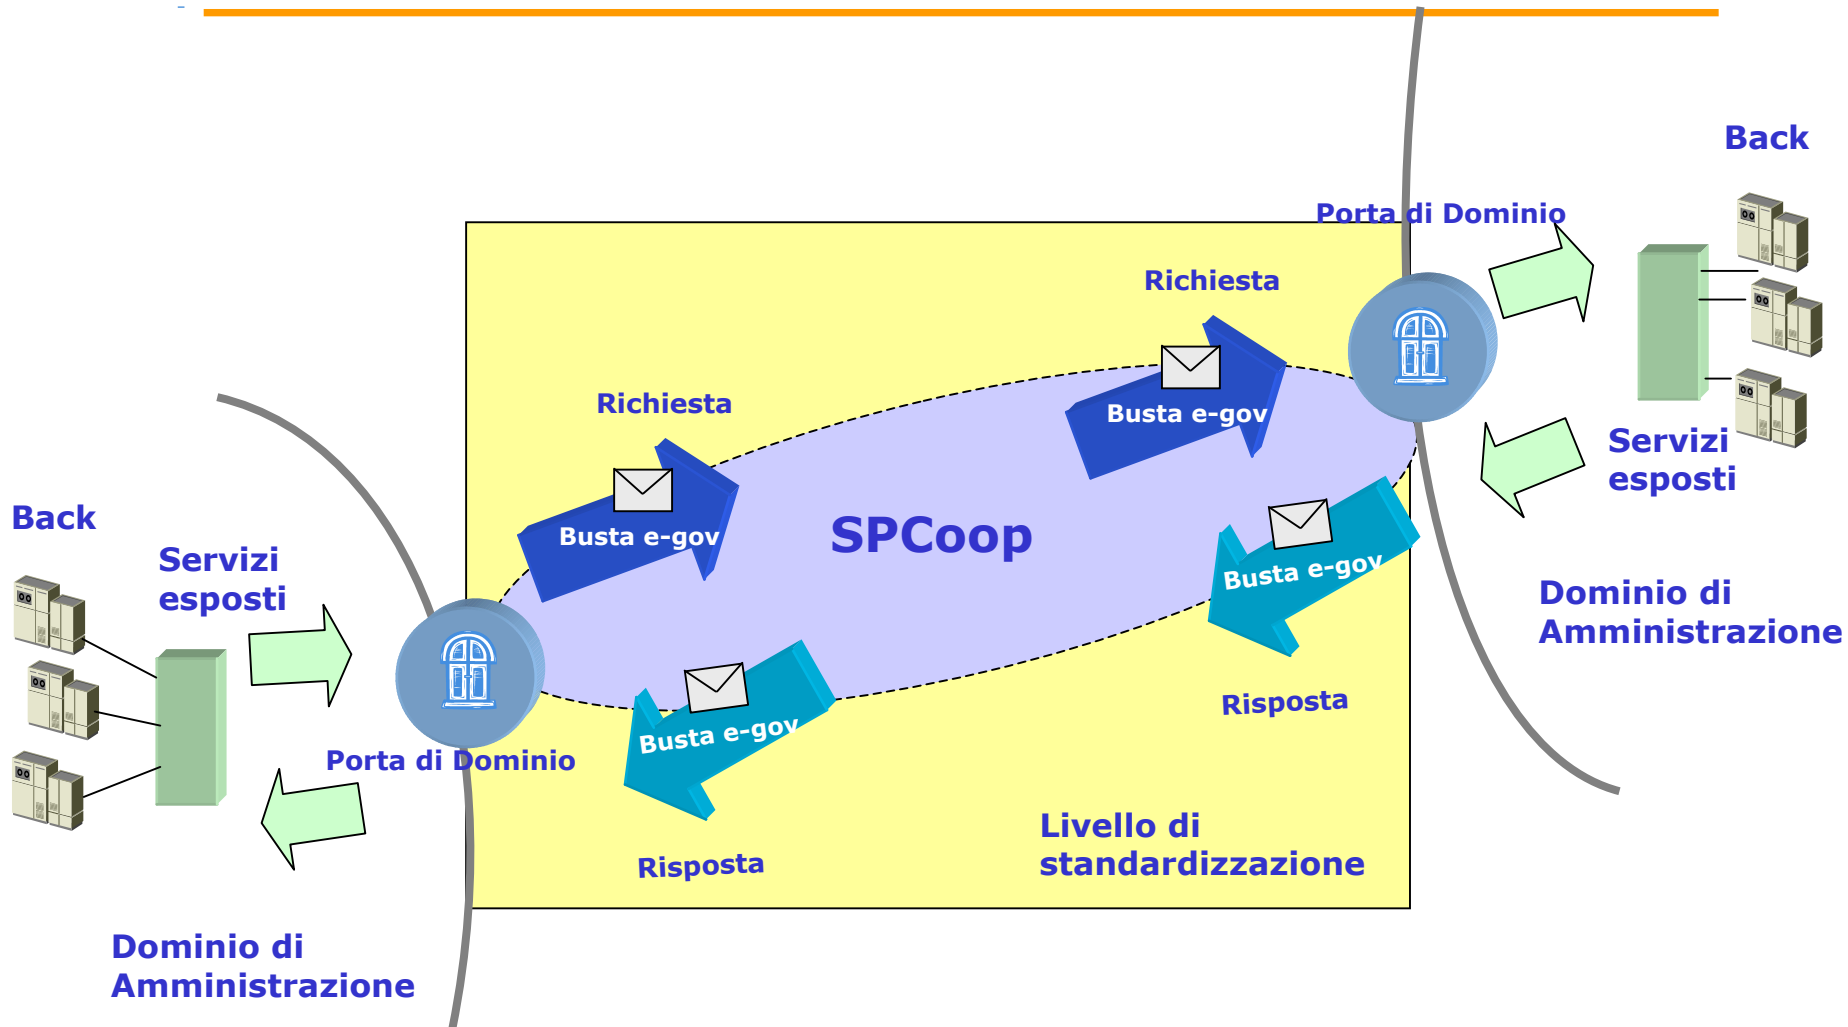 Back
Porta di Dominio
Richiesta
Richiesta
Busta e-gov
Servizi
esposti
Back
SPCoop
Busta e-gov
Servizi
esposti
Busta e-gov
Dominio di
Amministrazione
Risposta
Busta e-gov
Porta di Dominio
Livello di
standardizzazione
Risposta
Dominio di
Amministrazione